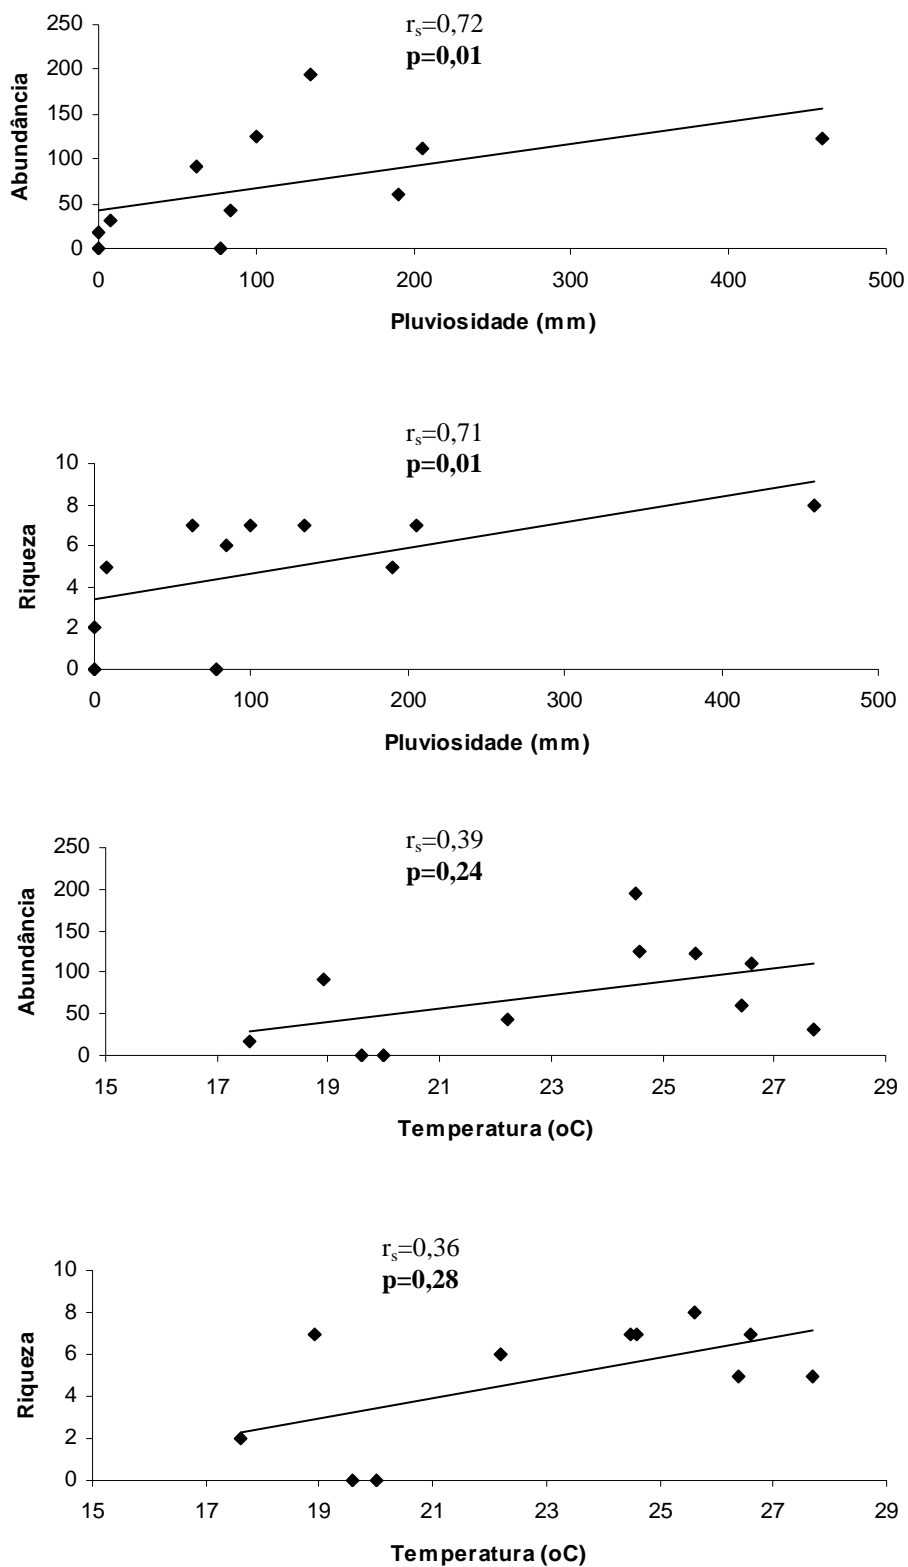 rs=0,72
p=0,01
250
200
150
100
50
0
Abundância
0 100 200 300 400 500
Pluviosidade (mm)
rs=0,71
p=0,01
10
8
6
4
2
0
Riqueza
0 100 200 300 400 500
Pluviosidade (mm)
rs=0,39
p=0,24
250
200
150
100
50
0
Abundância
15 17 19 21 23 25 27 29
Temperatura (oC)
rs=0,36
p=0,28
10
8
6
4
2
0
Riqueza
15 17 19 21 23 25 27 29
Temperatura (oC)